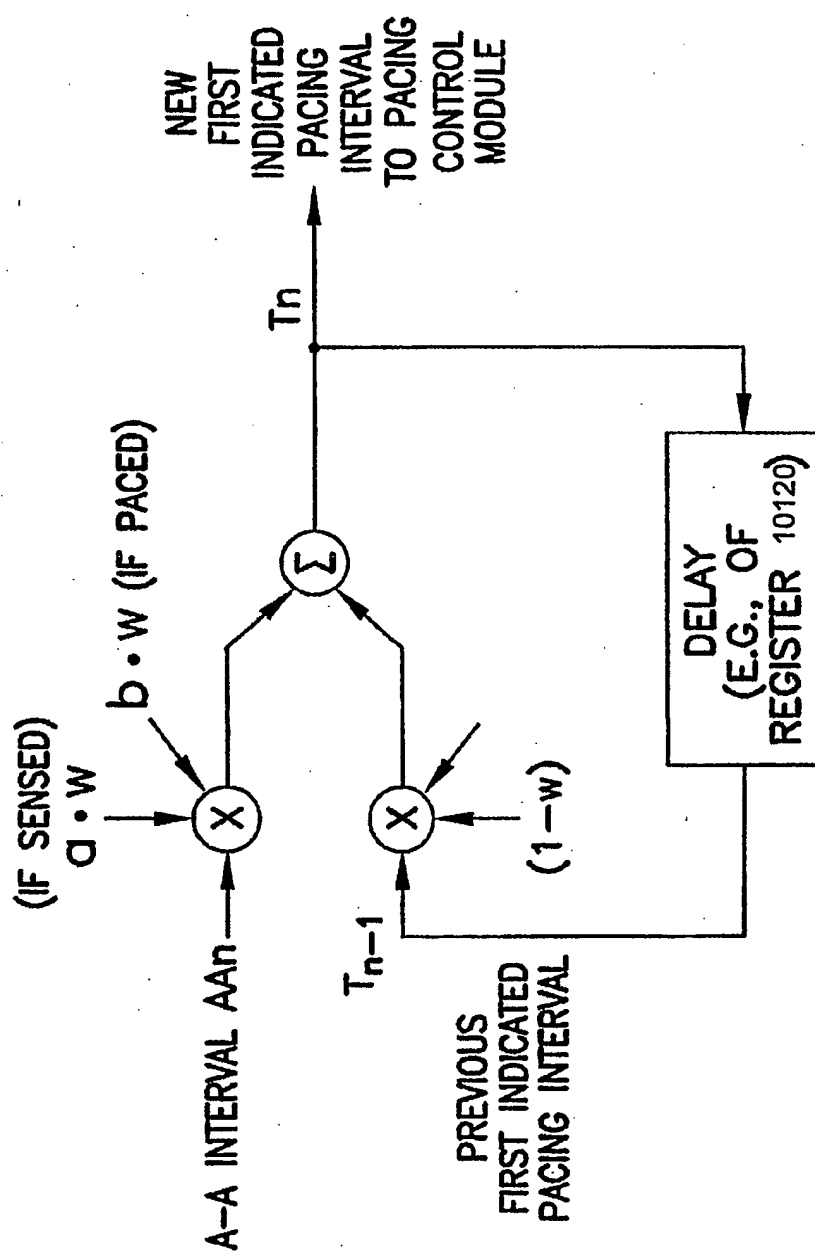 (IF SENSED)
a • w
b • w (IF PACED)
A-A INTERVAL AAn
X
Σ
Tn
NEW
FIRST
INDICATED
PACING
INTERVAL
TO PACING
CONTROL
MODULE
Tn-1
X
(1-w)
PREVIOUS
FIRST INDICATED
PACING INTERVAL
DELAY
(E.G., OF
REGISTER 10120)